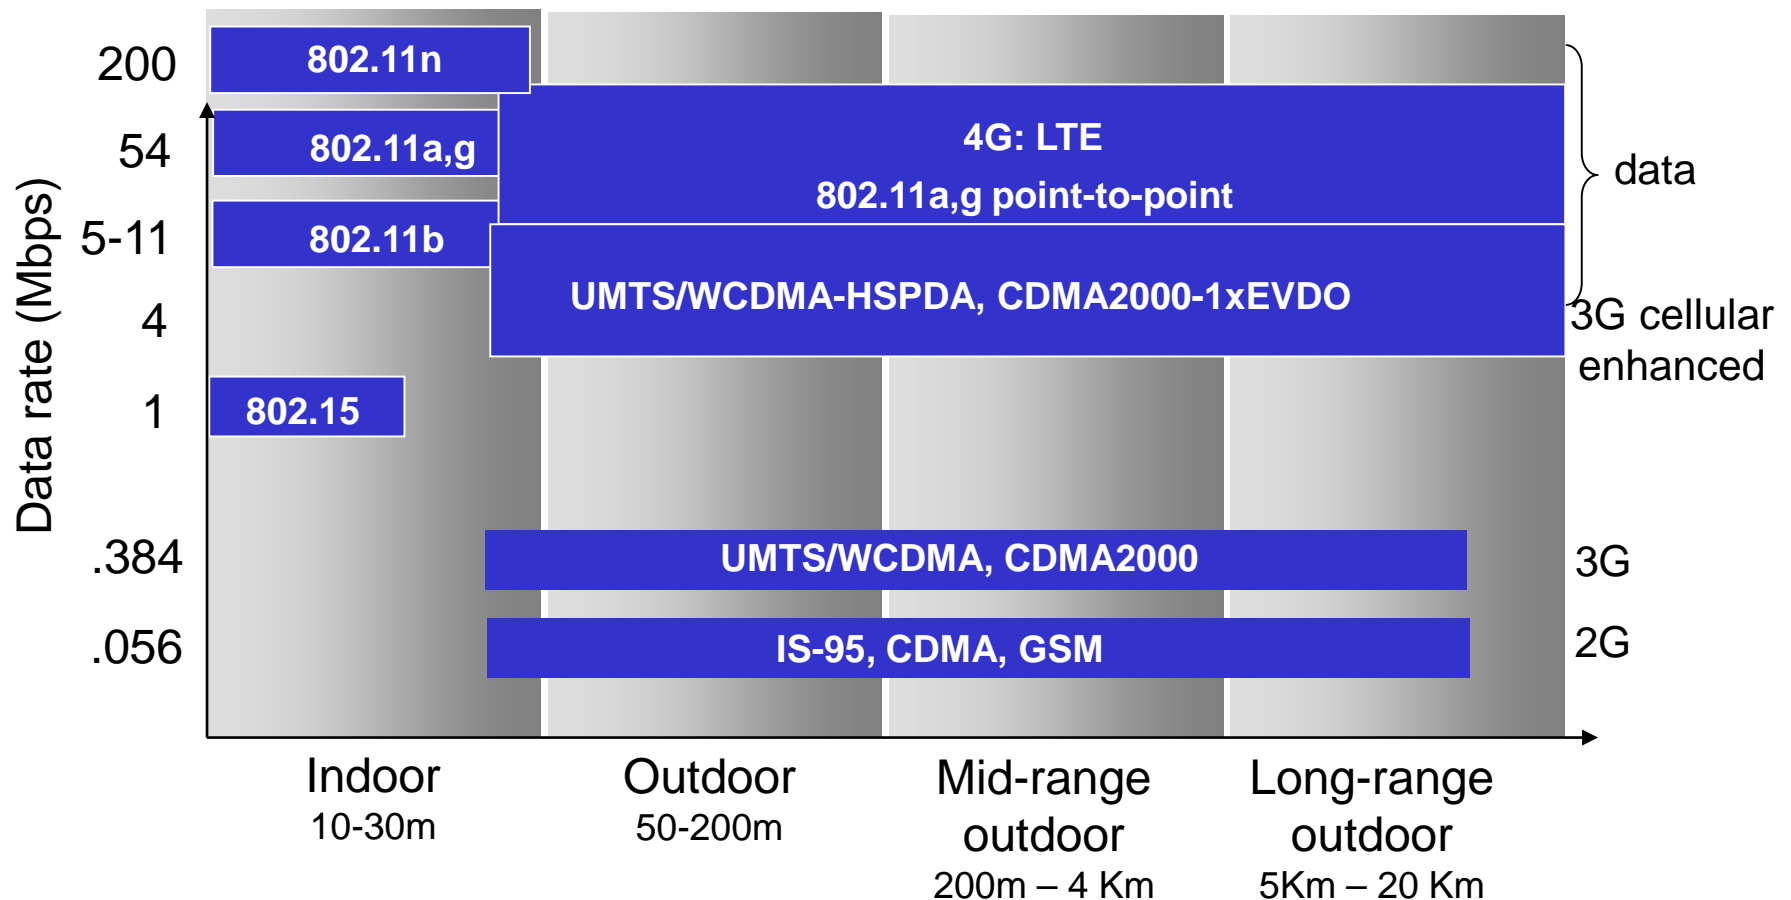 200
802.11n
54
802.11a,g
4G: LTE
802.11a,g point-to-point
data
5-11
802.11b
UMTS/WCDMA-HSPDA, CDMA2000-1xEVDO
4
3G cellular
enhanced
1
802.15
Data rate (Mbps)
.384
UMTS/WCDMA, CDMA2000
3G
.056
IS-95, CDMA, GSM
2G
Indoor
10-30m
Outdoor
50-200m
Mid-range
outdoor
200m – 4 Km
Long-range
outdoor
5Km – 20 Km